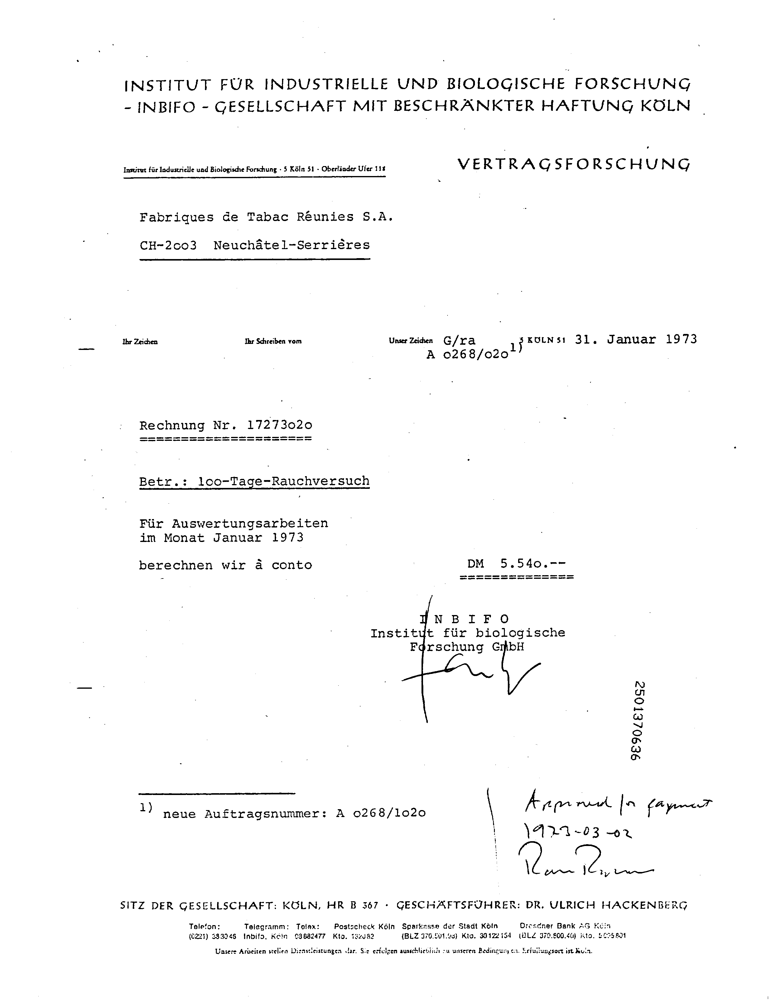 INSTITUT FÜR INDUSTRIELLE UND BIOLOGISCHE FORSCHUNG
- INBIFO - GESELLSCHAFT MIT BESCHRÄNKTER HAFTUNG KÖLN
Institut für Industrielle und Biologische Forschung · 5 Köln 51 · Oberländer Ufer 118
VERTRAGSFORSCHUNG
Fabriques de Tabac Réunies S.A.
CH-2oo3 Neuchâtel-Serrières
Ihr Zeichen Ihr Schreiben vom Unser Zeichen G/ra 5 KÖLN 51 31. Januar 1973
A o268/o2o 1)
Rechnung Nr. 17273o2o
=====================
Betr.: 1oo-Tage-Rauchversuch
Für Auswertungsarbeiten
im Monat Januar 1973
berechnen wir à conto DM 5.54o.--
==============
I N B I F O
Institut für biologische
Forschung GmbH
2501370636
1) neue Auftragsnummer: A o268/1o2o
Approved for payment
1973-03-02
SITZ DER GESELLSCHAFT: KÖLN, HR B 367 · GESCHÄFTSFÜHRER: DR. ULRICH HACKENBERG
Telefon: Telegramm: Telex: Postscheck Köln Sparkasse der Stadt Köln Dresdner Bank AG Köln
(0221) 383046 Inbifo, Köln 08882477 Kto. (BLZ 370 501 98) Kto. 30122154 (BLZ 370 800 40) Kto.
Unsere Arbeiten stellen Dienstleistungen dar. Sie erfolgen ausschließlich zu unseren Bedingungen. Erfüllungsort ist Köln.